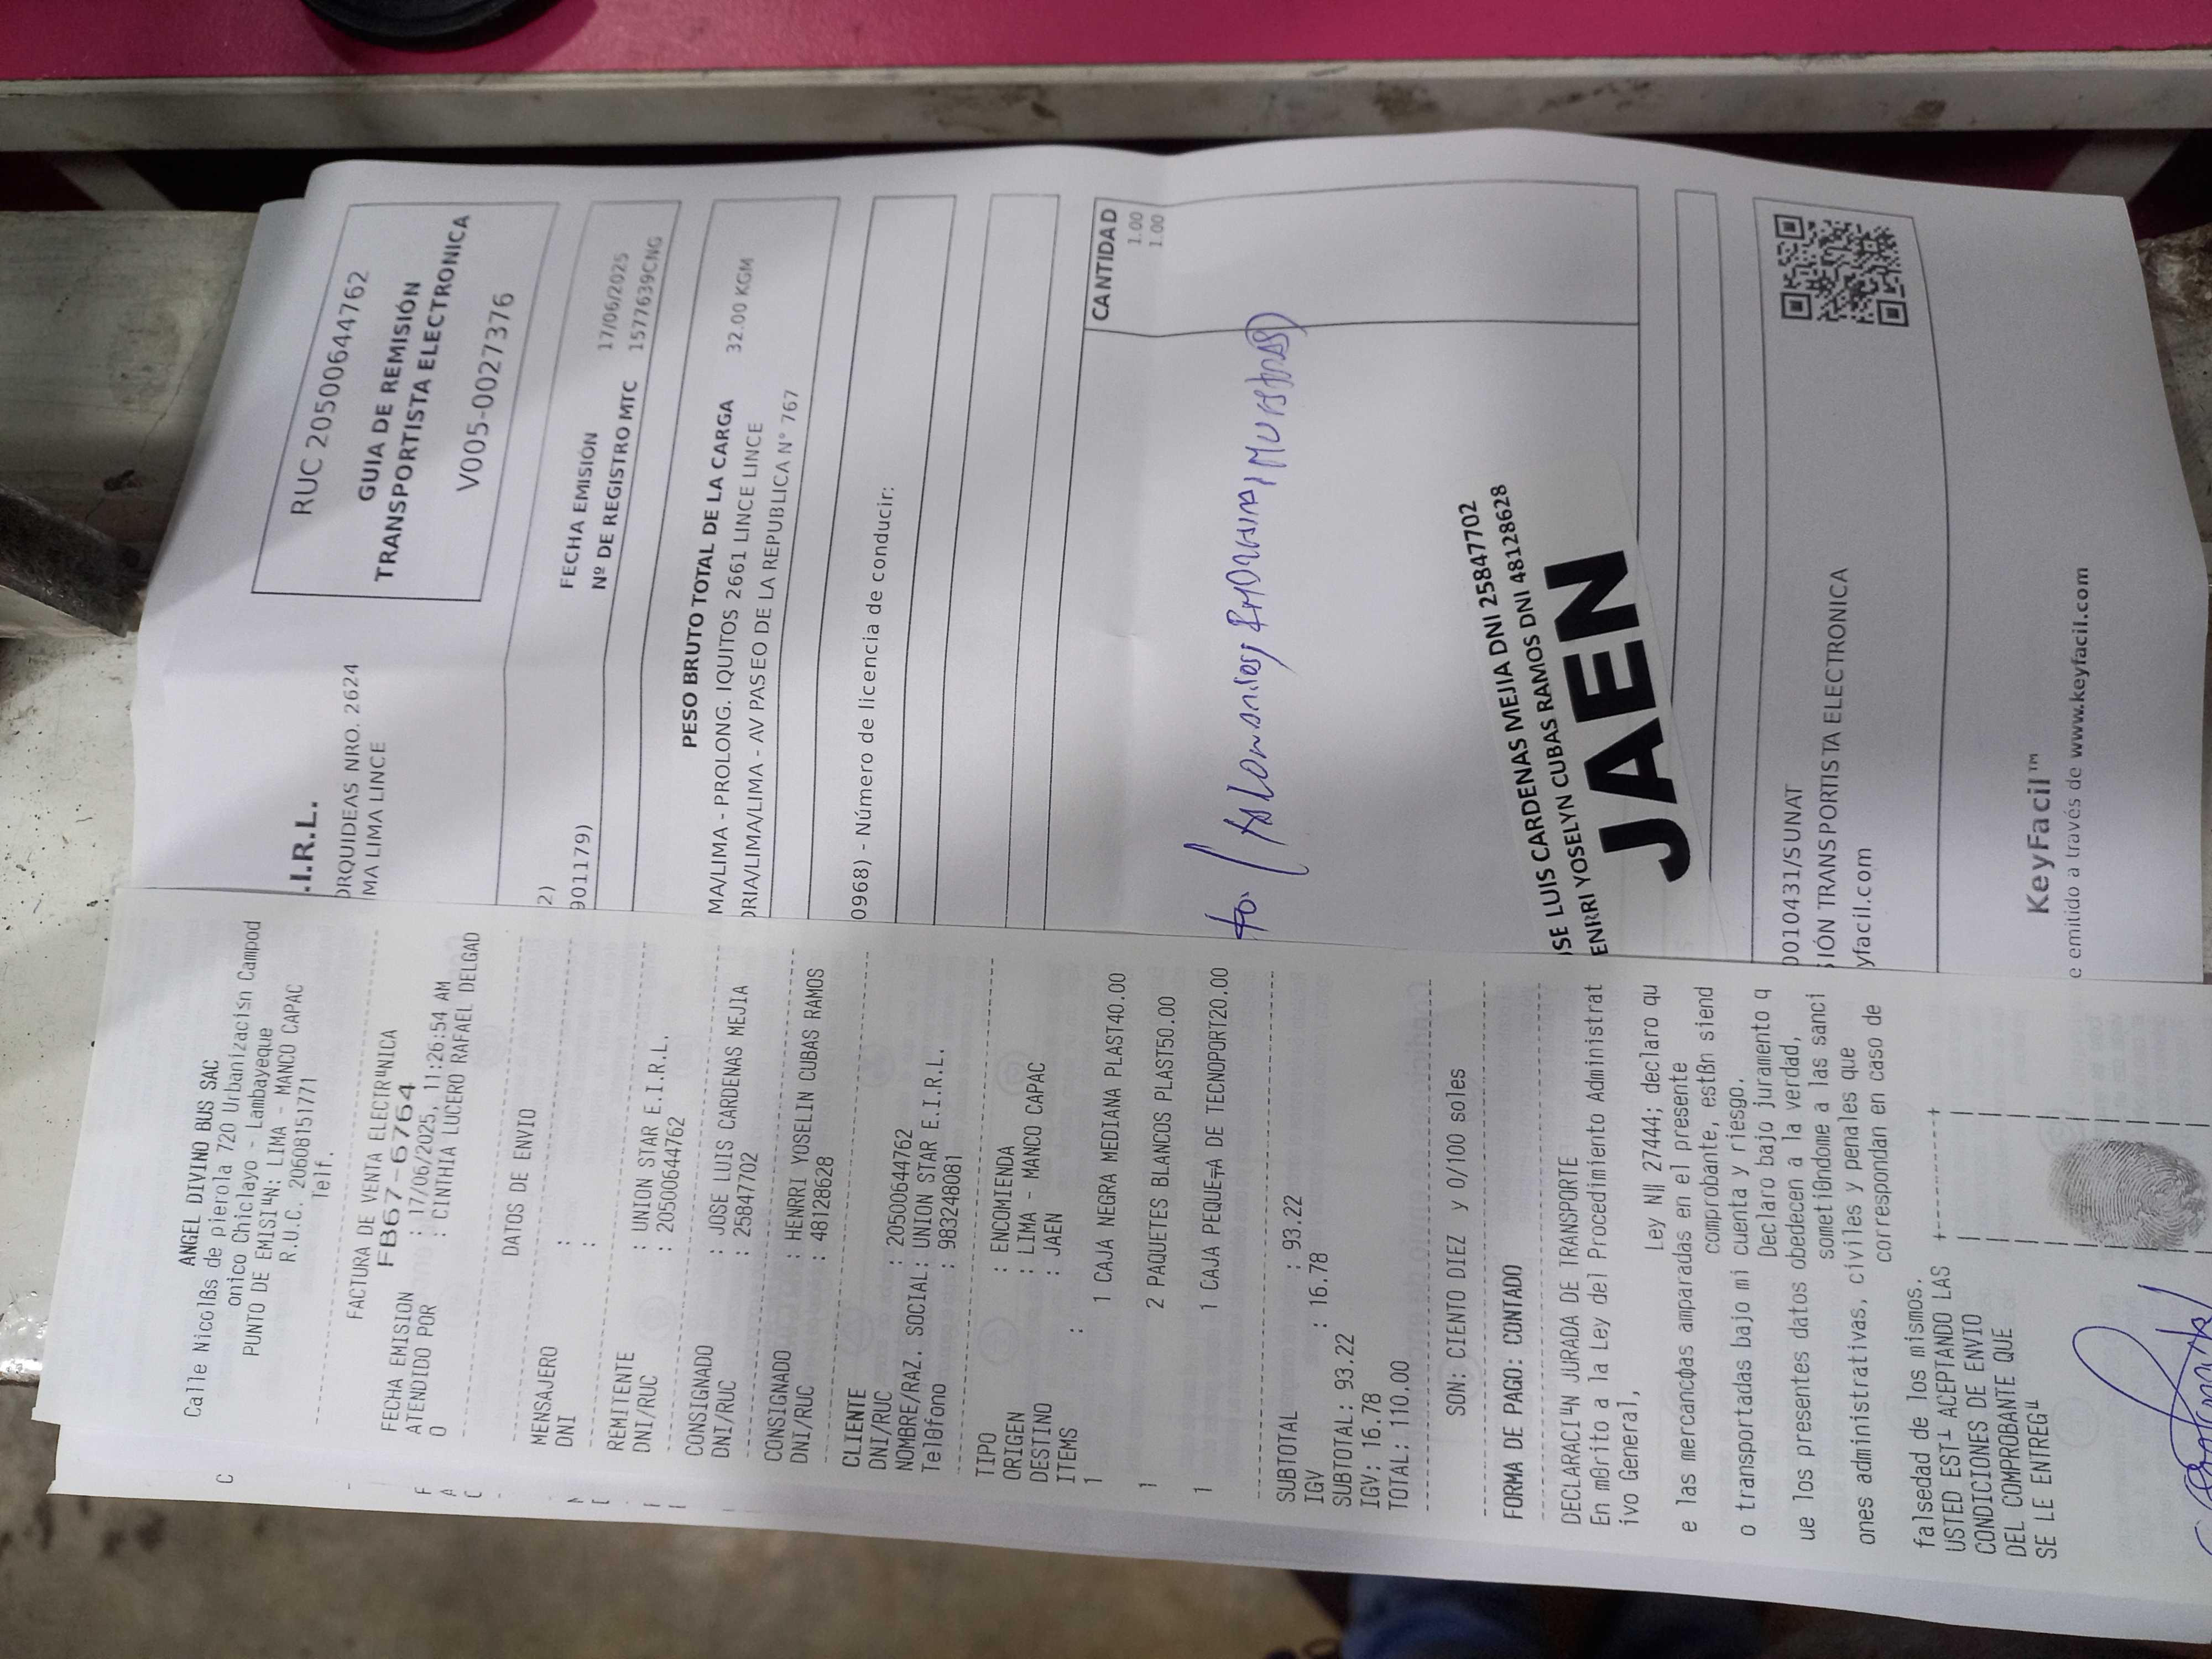 ANGEL DIVINO BUS SAC
Calle Nicolßs de pierola 720 Urbanizacisn Campod
onico Chiclayo - Lambayeque
PUNTO DE EMISI╜N: LIMA - MANCO CAPAC
R.U.C. 20608151771
Telf.
FACTURA DE VENTA ELECTR╜NICA
FB67-6764
FECHA EMISION : 17/06/2025, 11:26:54 AM
ATENDIDO POR : CINTHIA LUCERO RAFAEL DELGAD
O
DATOS DE ENVIO
MENSAJERO :
DNI :
REMITENTE : UNION STAR E.I.R.L.
DNI/RUC : 20500644762
CONSIGNADO : JOSE LUIS CARDENAS MEJIA
DNI/RUC : 25847702
CONSIGNADO : HENRRI YOSELIN CUBAS RAMOS
DNI/RUC : 48128628
CLIENTE
DNI/RUC : 20500644762
NOMBRE/RAZ. SOCIAL: UNION STAR E.I.R.L.
Tel0fono : 983248081
TIPO : ENCOMIENDA
ORIGEN : LIMA - MANCO CAPAC
DESTINO : JAEN
ITEMS :
1 1 CAJA NEGRA MEDIANA PLAST40.00
1 2 PAQUETES BLANCOS PLAST50.00
1 1 CAJA PEQUE╤A DE TECNOPORT20.00
SUBTOTAL : 93.22
IGV : 16.78
SUBTOTAL: 93.22
IGV: 16.78
TOTAL: 110.00
SON: CIENTO DIEZ y 0/100 soles
FORMA DE PAGO: CONTADO
DECLARACI╜N JURADA DE TRANSPORTE
En m0rito a la Ley del Procedimiento Administrat
ivo General,
Ley N║ 27444; declaro qu
e las mercancφas amparadas en el presente
comprobante, estßn siend
o transportadas bajo mi cuenta y riesgo.
Declaro bajo juramento q
ue los presentes datos obedecen a la verdad,
someti0ndome a las sanci
ones administrativas, civiles y penales que
correspondan en caso de
falsedad de los mismos.
USTED EST┴ ACEPTANDO LAS
CONDICIONES DE ENVIO
DEL COMPROBANTE QUE
SE LE ENTREG╜
.I.R.L.
ORQUIDEAS NRO. 2624
MA LIMA LINCE
RUC 20500644762
GUIA DE REMISIÓN
TRANSPORTISTA ELECTRONICA
V005-0027376
2)
901179)
FECHA EMISIÓN 17/06/2025
Nº DE REGISTRO MTC 1577639CNG
PESO BRUTO TOTAL DE LA CARGA 32.00 KGM
MA/LIMA - PROLONG. IQUITOS 2661 LINCE LINCE
ORIA/LIMA/LIMA - AV PASEO DE LA REPUBLICA N° 767
0968) - Número de licencia de conducir:
CANTIDAD
1.00
1.00
SE LUIS CARDENAS MEJIA DNI 25847702
ENRRI YOSELYN CUBAS RAMOS DNI 48128628
JAEN
0010431/SUNAT
IÓN TRANSPORTISTA ELECTRONICA
yfacil.com
KeyFacil™
e emitido a través de www.keyfacil.com